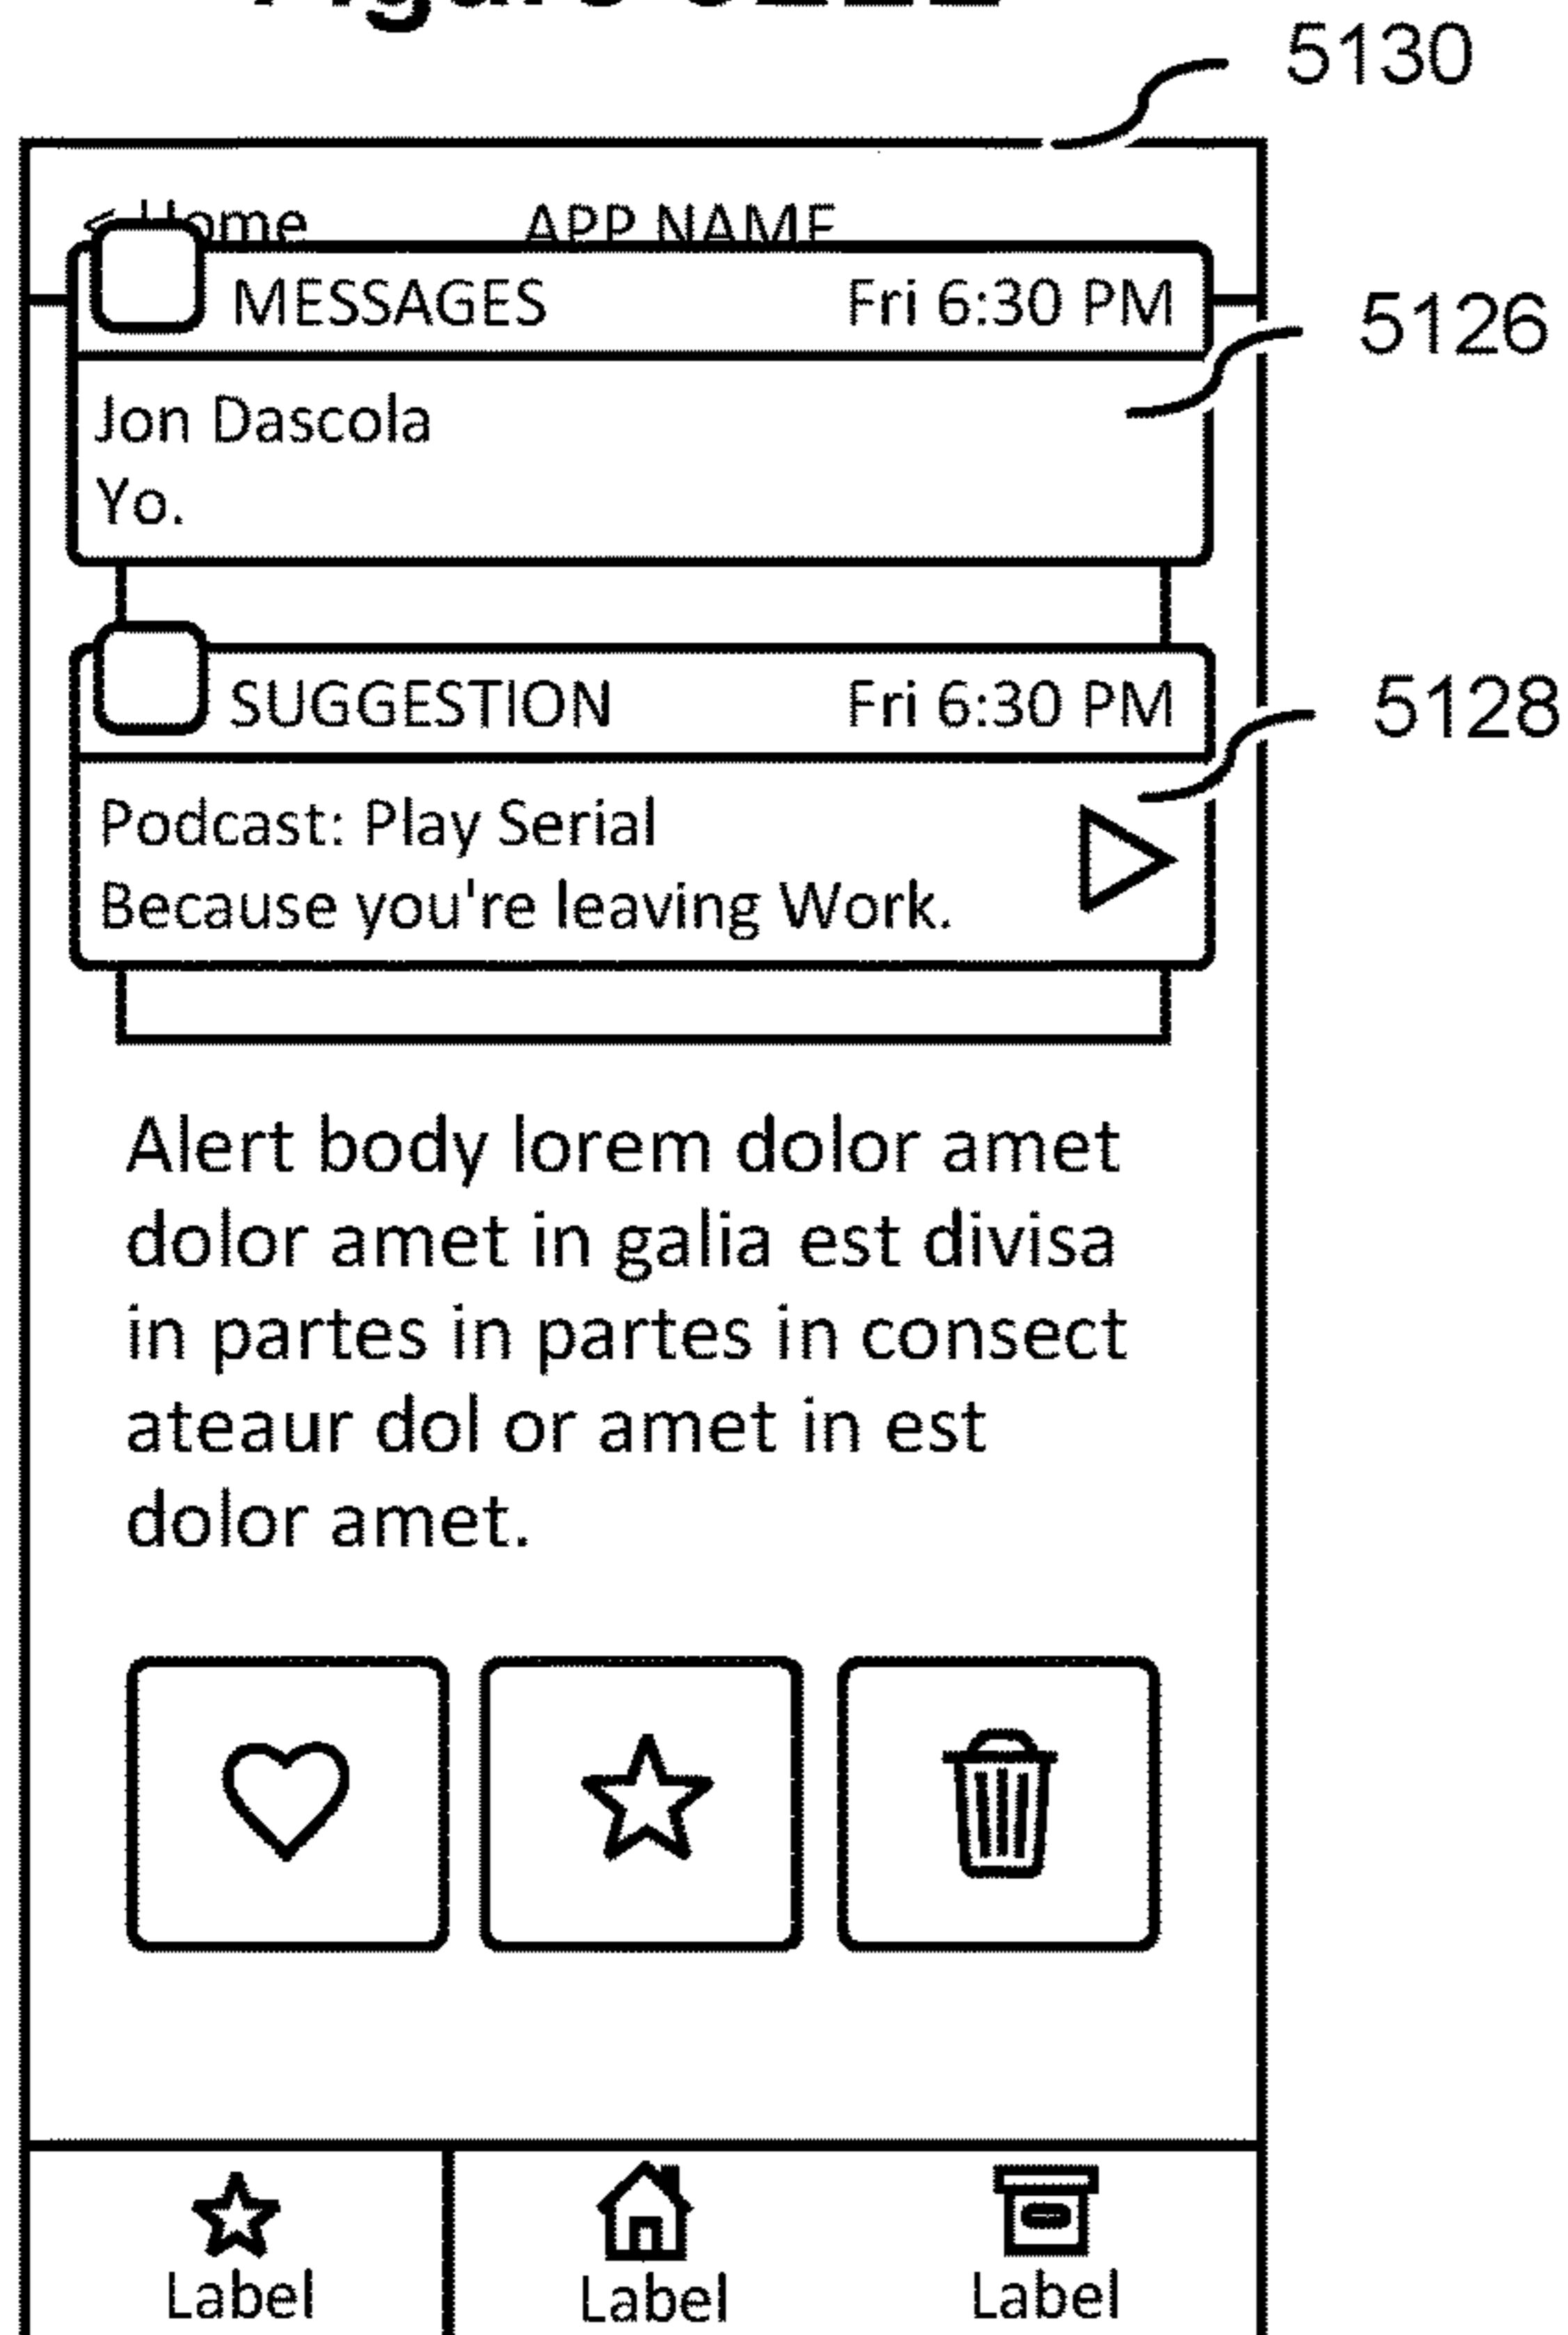 5130
< Home APP NAME
MESSAGES Fri 6:30 PM
5126
Jon Dascola
Yo.
SUGGESTION Fri 6:30 PM
5128
Podcast: Play Serial
Because you're leaving Work.
Alert body lorem dolor amet
dolor amet in galia est divisa
in partes in partes in consect
ateaur dol or amet in est
dolor amet.
Label Label Label